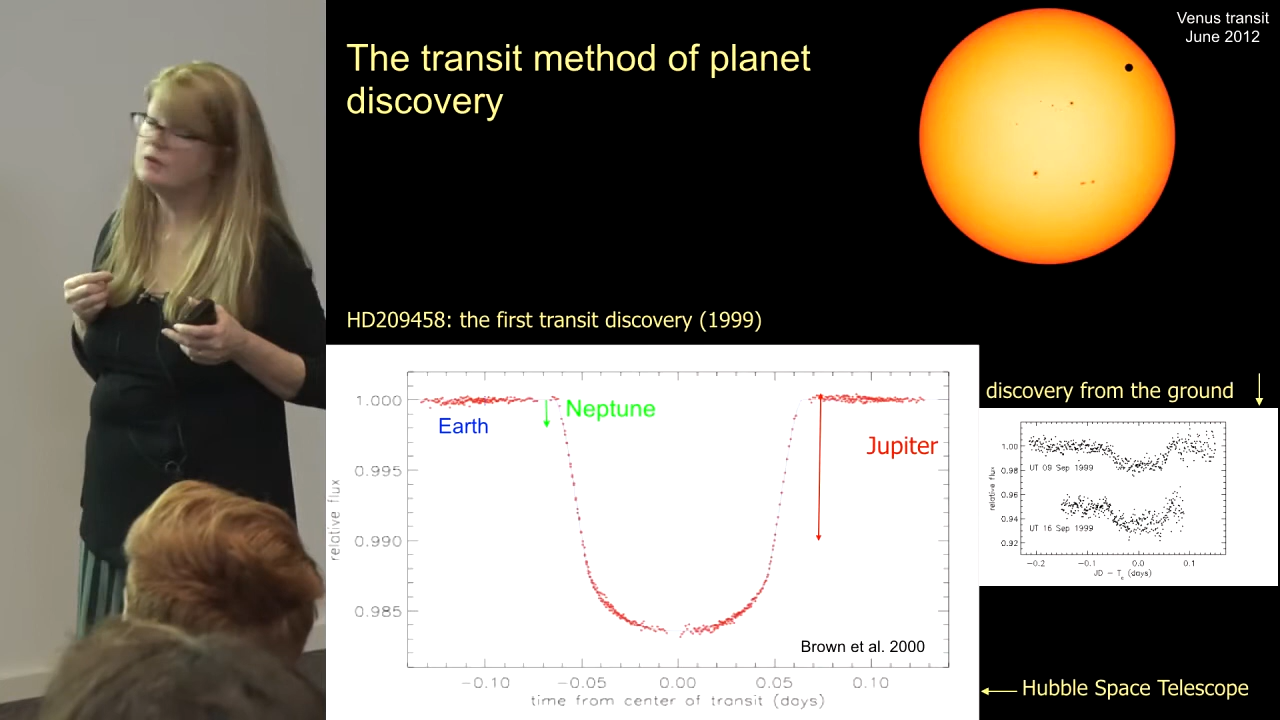 Venus transit
June 2012
The transit method of planet
discovery
HD209458: the first transit discovery (1999)
1.000
0.995
0.990
0.985
relative flux
Earth
Neptune
Jupiter
Brown et al. 2000
−0.10 −0.05 0.00 0.05 0.10
time from center of transit (days)
discovery from the ground
1.00
0.98
0.96
0.94
0.92
relative flux
UT 09 Sep 1999
UT 16 Sep 1999
−0.2 −0.1 0.0 0.1
JD − Tc (days)
Hubble Space Telescope